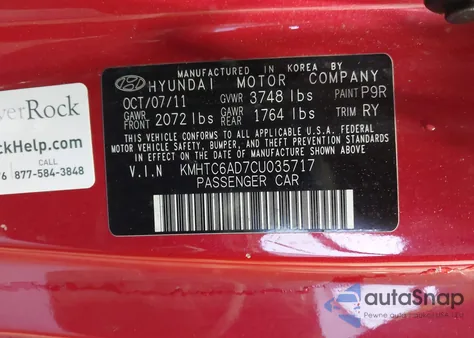 MANUFACTURED IN KOREA BY
HYUNDAI MOTOR COMPANY
OCT/07/11 GVWR 3748 lbs PAINT P9R
GAWR FRONT 2072 lbs GAWR REAR 1764 lbs TRIM RY
THIS VEHICLE CONFORMS TO ALL APPLICABLE U.S. FEDERAL
MOTOR VEHICLE SAFETY, BUMPER, AND THEFT PREVENTION STANDARDS
IN EFFECT ON THE DATE OF MANUFACTURE SHOWN ABOVE.
V.I.N KMHTC6AD7CU035717
PASSENGER CAR
verRock
ckHelp.com
CALL
6 877-584-3848
autoSnap